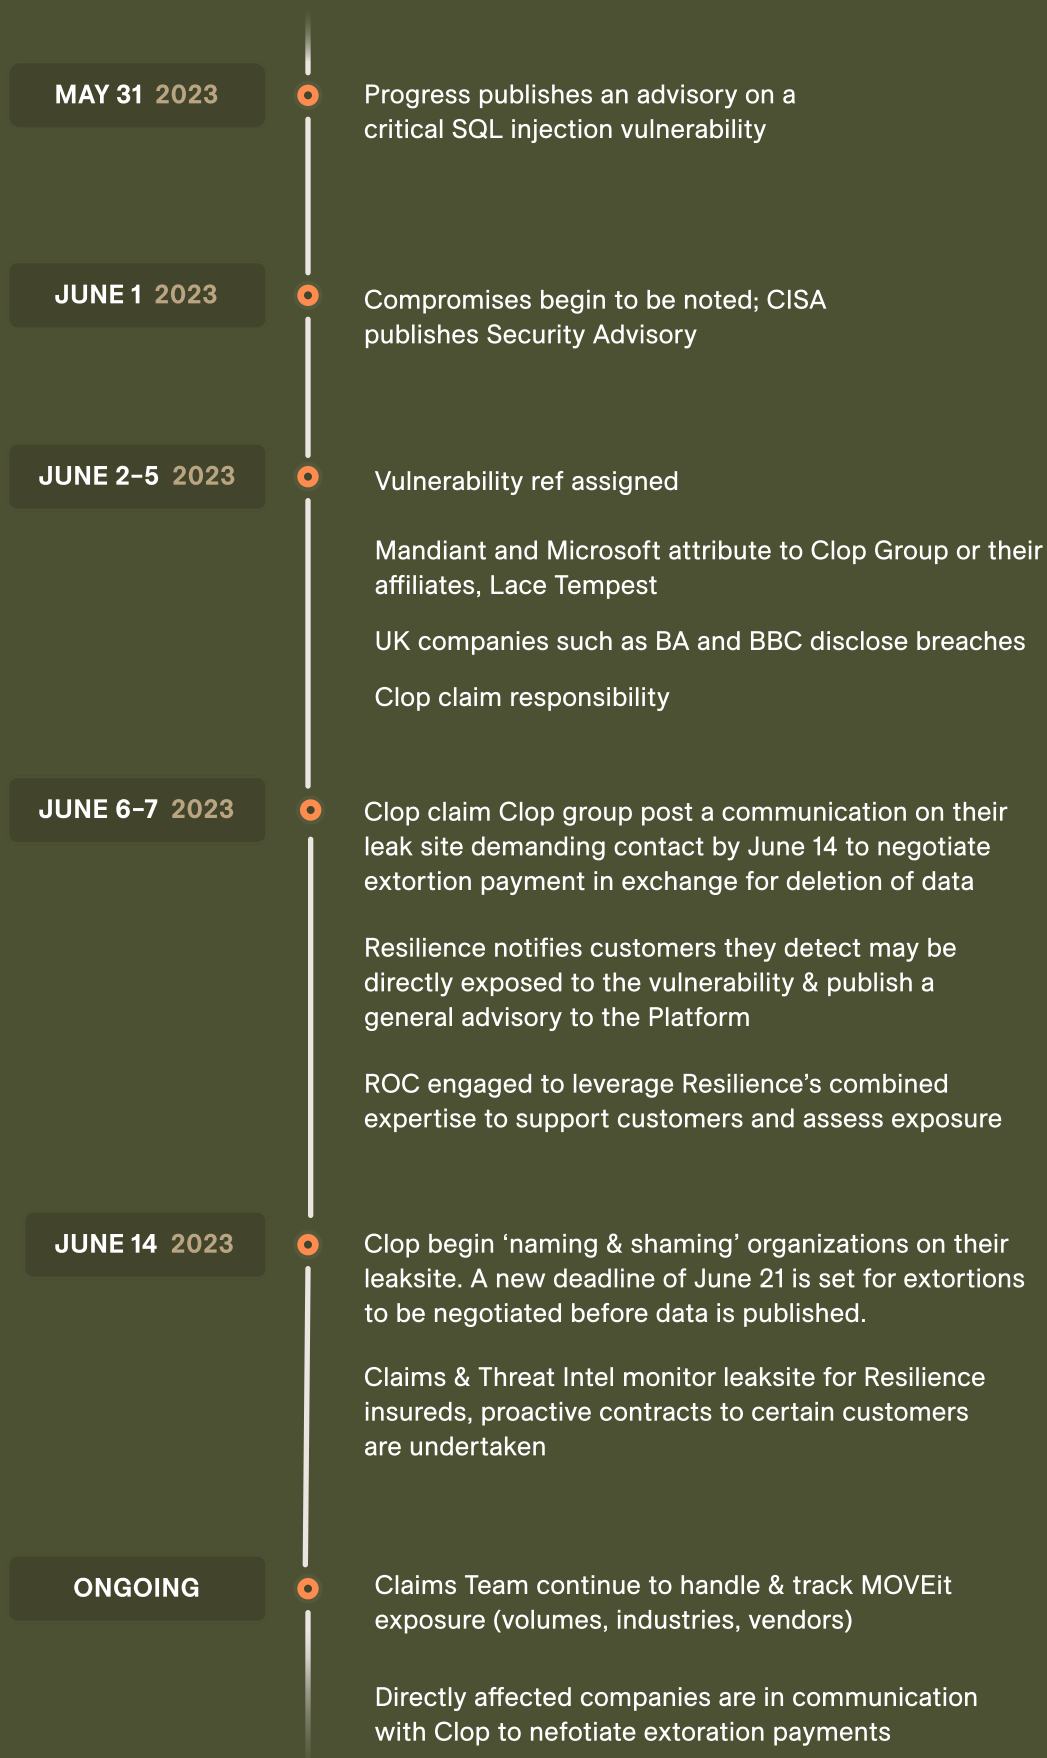 MAY 31 2023
Progress publishes an advisory on a
critical SQL injection vulnerability
JUNE 1 2023
Compromises begin to be noted; CISA
publishes Security Advisory
JUNE 2-5 2023
Vulnerability ref assigned
Mandiant and Microsoft attribute to Clop Group or their
affiliates, Lace Tempest
UK companies such as BA and BBC disclose breaches
Clop claim responsibility
JUNE 6-7 2023
Clop claim Clop group post a communication on their
leak site demanding contact by June 14 to negotiate
extortion payment in exchange for deletion of data
Resilience notifies customers they detect may be
directly exposed to the vulnerability & publish a
general advisory to the Platform
ROC engaged to leverage Resilience’s combined
expertise to support customers and assess exposure
JUNE 14 2023
Clop begin ‘naming & shaming’ organizations on their
leaksite. A new deadline of June 21 is set for extortions
to be negotiated before data is published.
Claims & Threat Intel monitor leaksite for Resilience
insureds, proactive contracts to certain customers
are undertaken
ONGOING
Claims Team continue to handle & track MOVEit
exposure (volumes, industries, vendors)
Directly affected companies are in communication
with Clop to nefotiate extoration payments